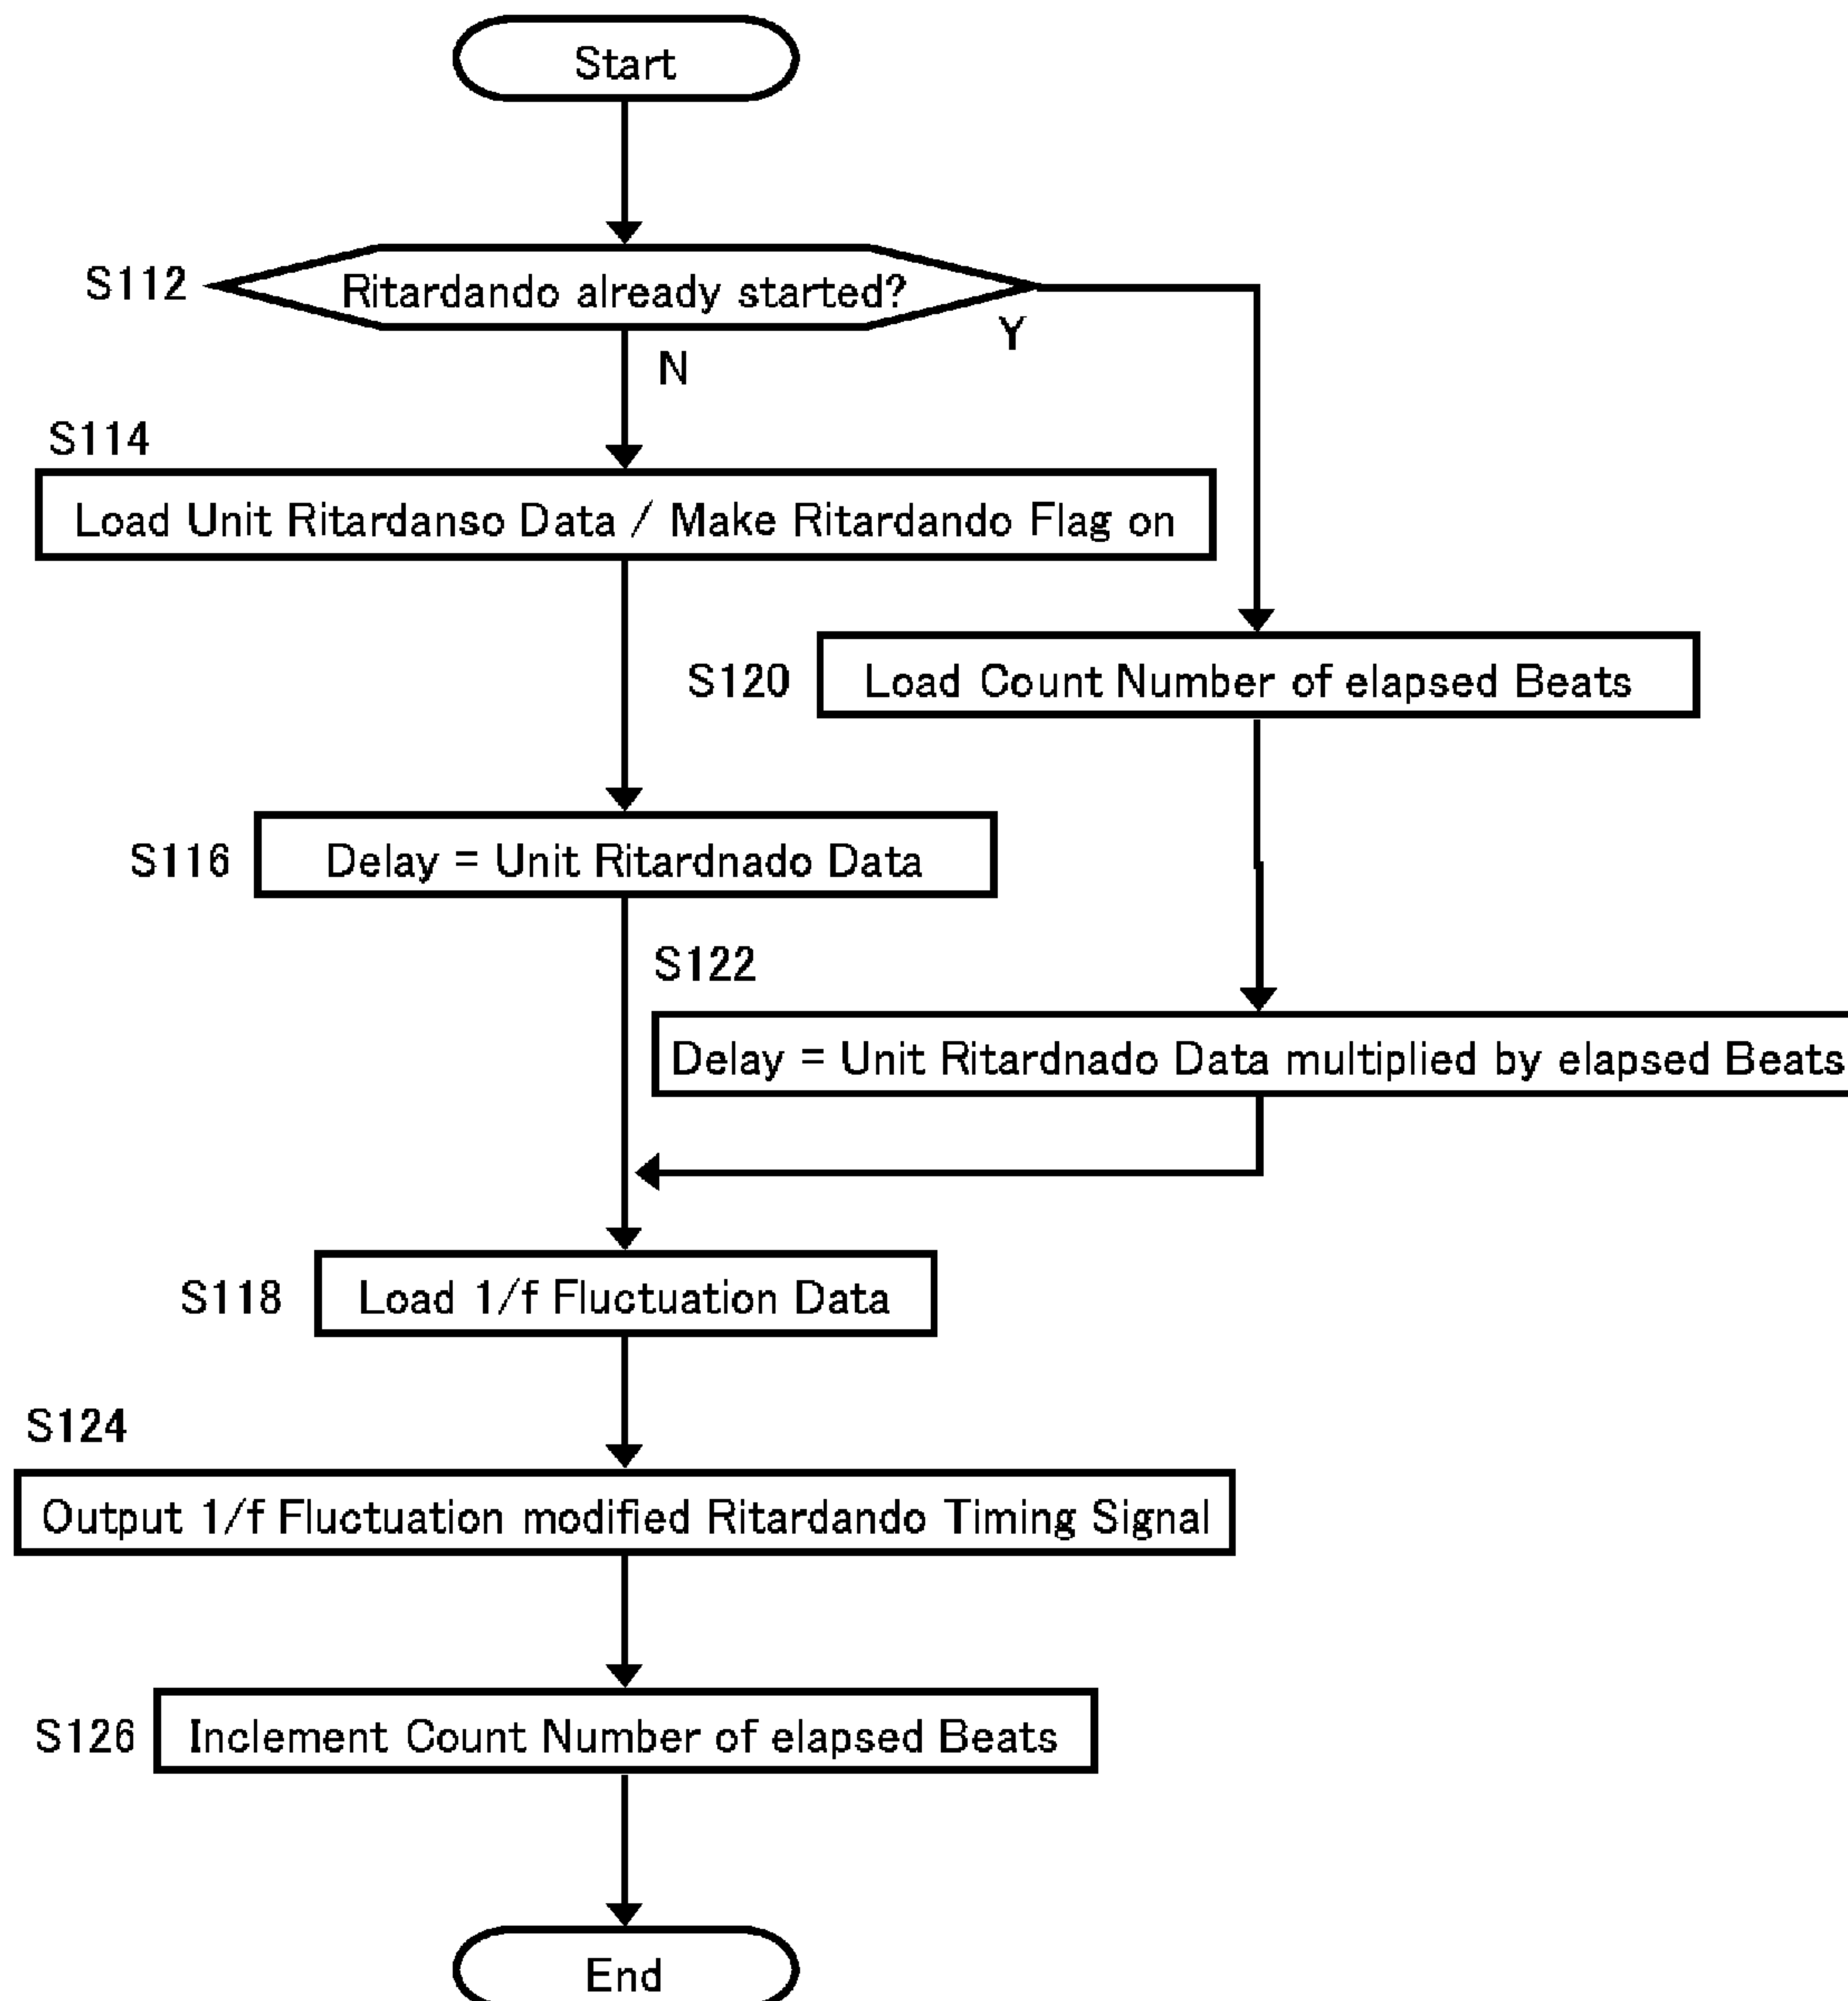 Start
S112
Ritardando already started?
Y
N
S114
Load Unit Ritardanso Data / Make Ritardando Flag on
S120
Load Count Number of elapsed Beats
S116
Delay = Unit Ritardnado Data
S122
Delay = Unit Ritardnado Data multiplied by elapsed Beats
S118
Load 1/f Fluctuation Data
S124
Output 1/f Fluctuation modified Ritardando Timing Signal
S126
Inclement Count Number of elapsed Beats
End